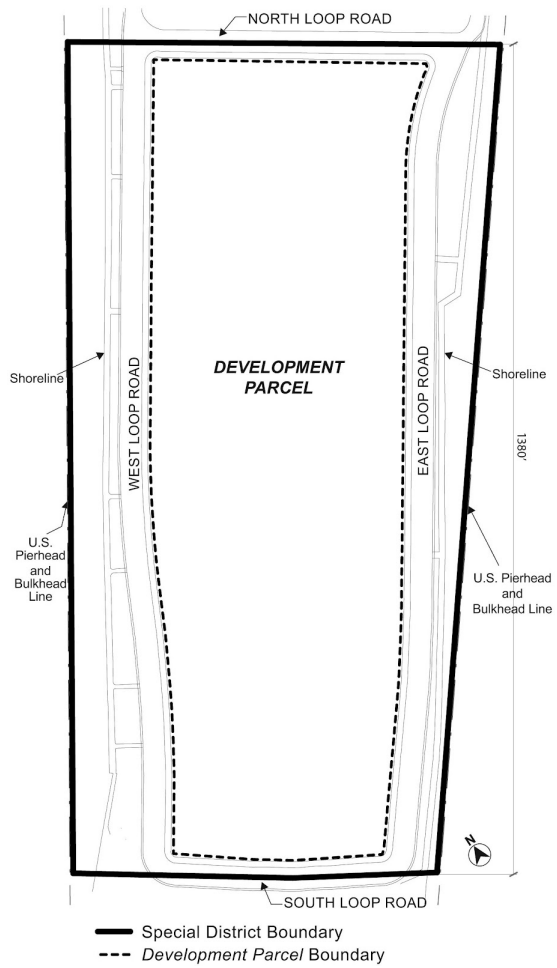 NORTH LOOP ROAD
DEVELOPMENT
PARCEL
WEST LOOP ROAD
EAST LOOP ROAD
Shoreline
Shoreline
1380'
U.S.
Pierhead
and
Bulkhead
Line
U.S. Pierhead
and
Bulkhead Line
N
SOUTH LOOP ROAD
Special District Boundary
Development Parcel Boundary